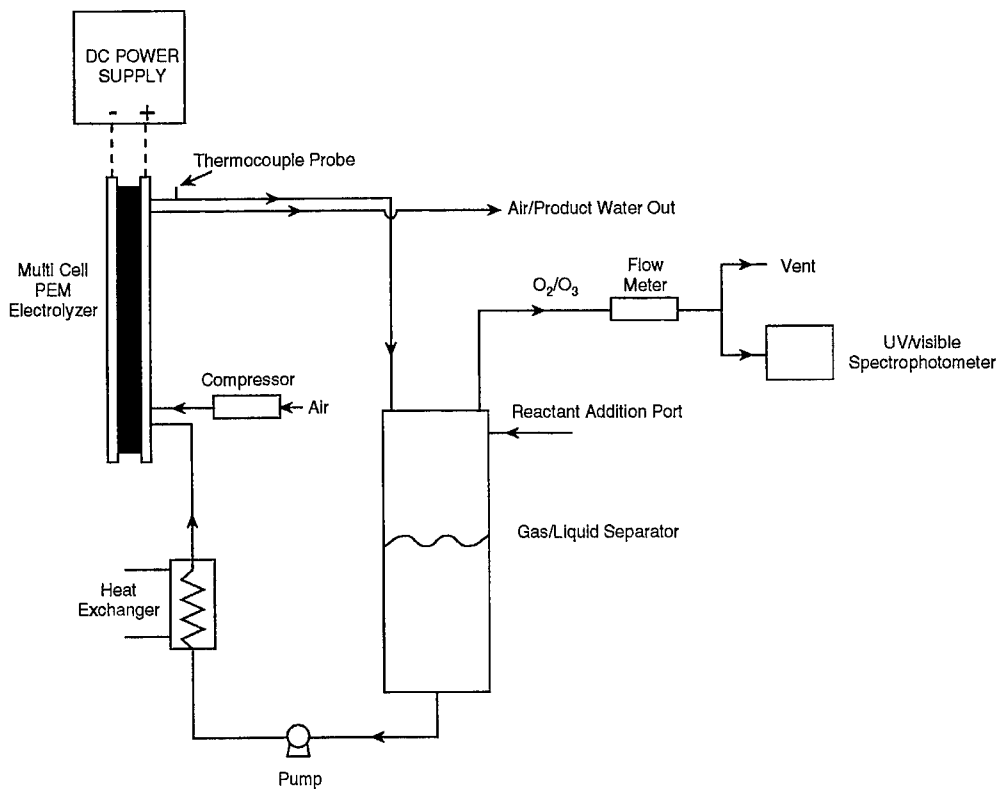 DC POWER
SUPPLY
- +
Thermocouple Probe
Air/Product Water Out
Multi Cell
PEM
Electrolyzer
O2/O3
Flow
Meter
Vent
UV/visible
Spectrophotometer
Compressor
Air
Reactant Addition Port
Gas/Liquid Separator
Heat
Exchanger
Pump